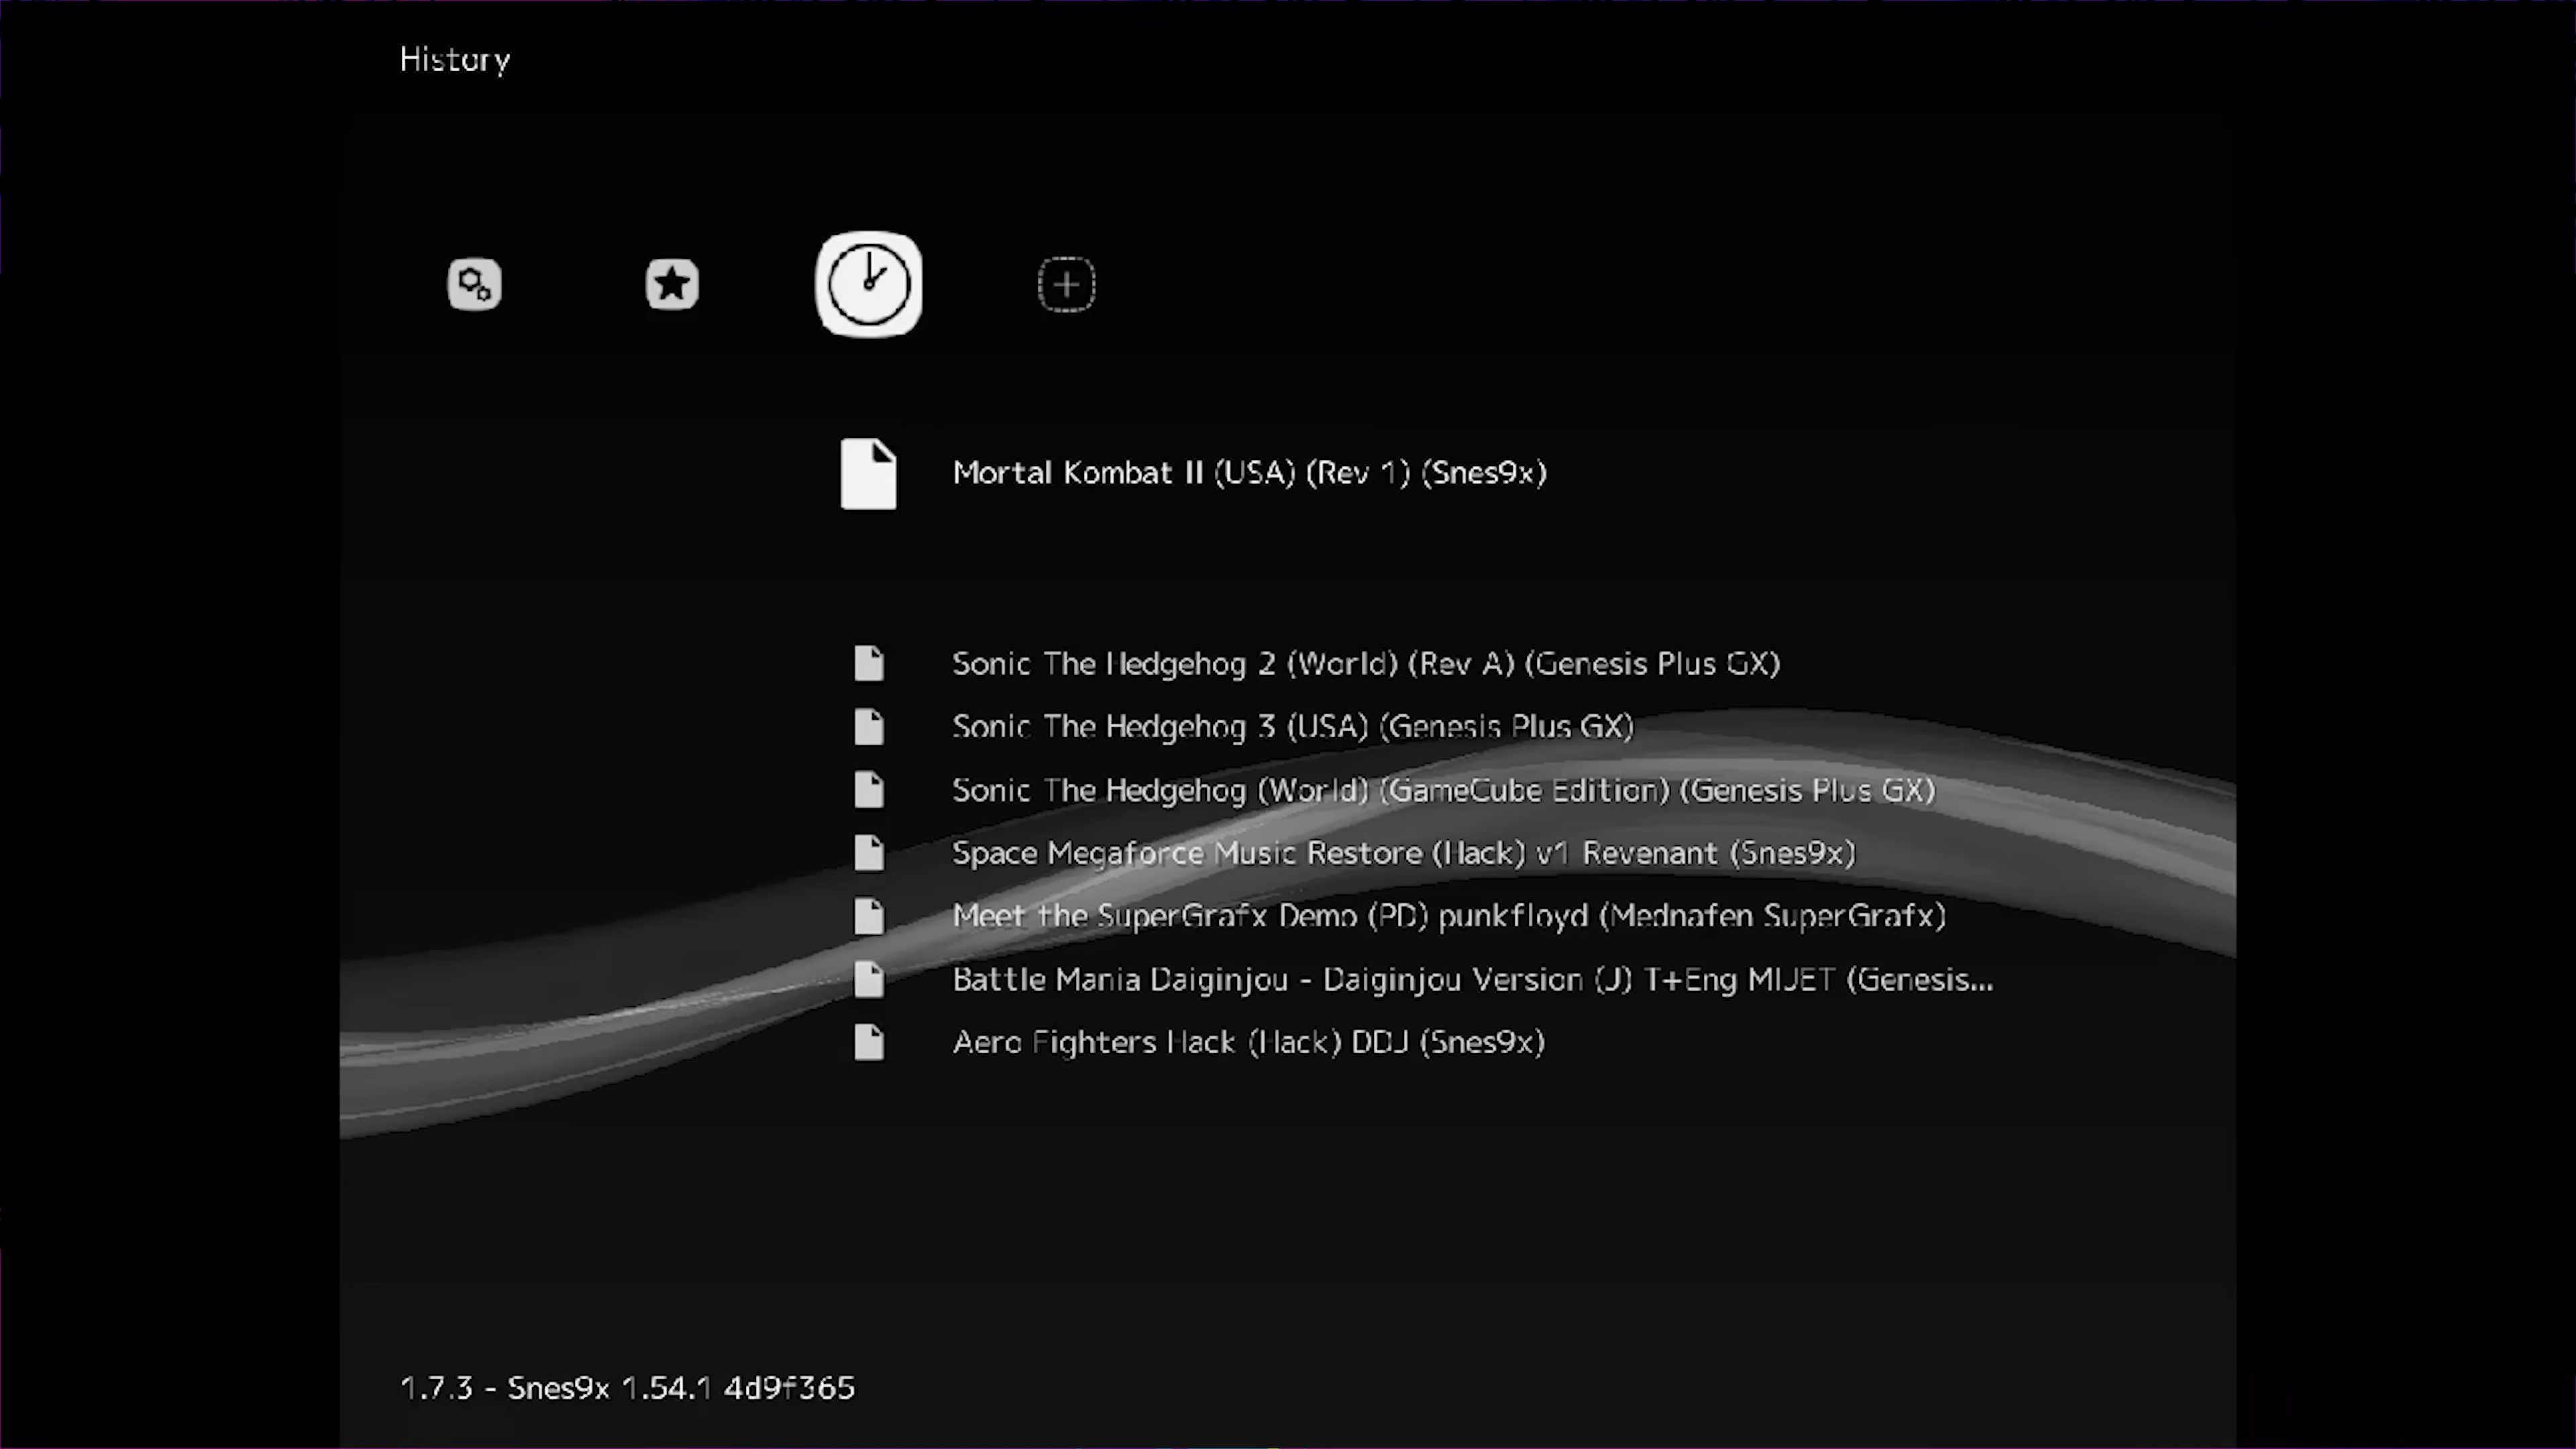 History
Mortal Kombat II (USA) (Rev 1) (Snes9x)
Sonic The Hedgehog 2 (World) (Rev A) (Genesis Plus GX)
Sonic The Hedgehog 3 (USA) (Genesis Plus GX)
Sonic The Hedgehog (World) (GameCube Edition) (Genesis Plus GX)
Space Megaforce Music Restore (Hack) v1 Revenant (Snes9x)
Meet the SuperGrafx Demo (PD) punkfloyd (Mednafen SuperGrafx)
Battle Mania Daiginjou - Daiginjou Version (J) T+Eng MIJET (Genesis...
Aero Fighters Hack (Hack) DDJ (Snes9x)
1.7.3 - Snes9x 1.54.1 4d9f365